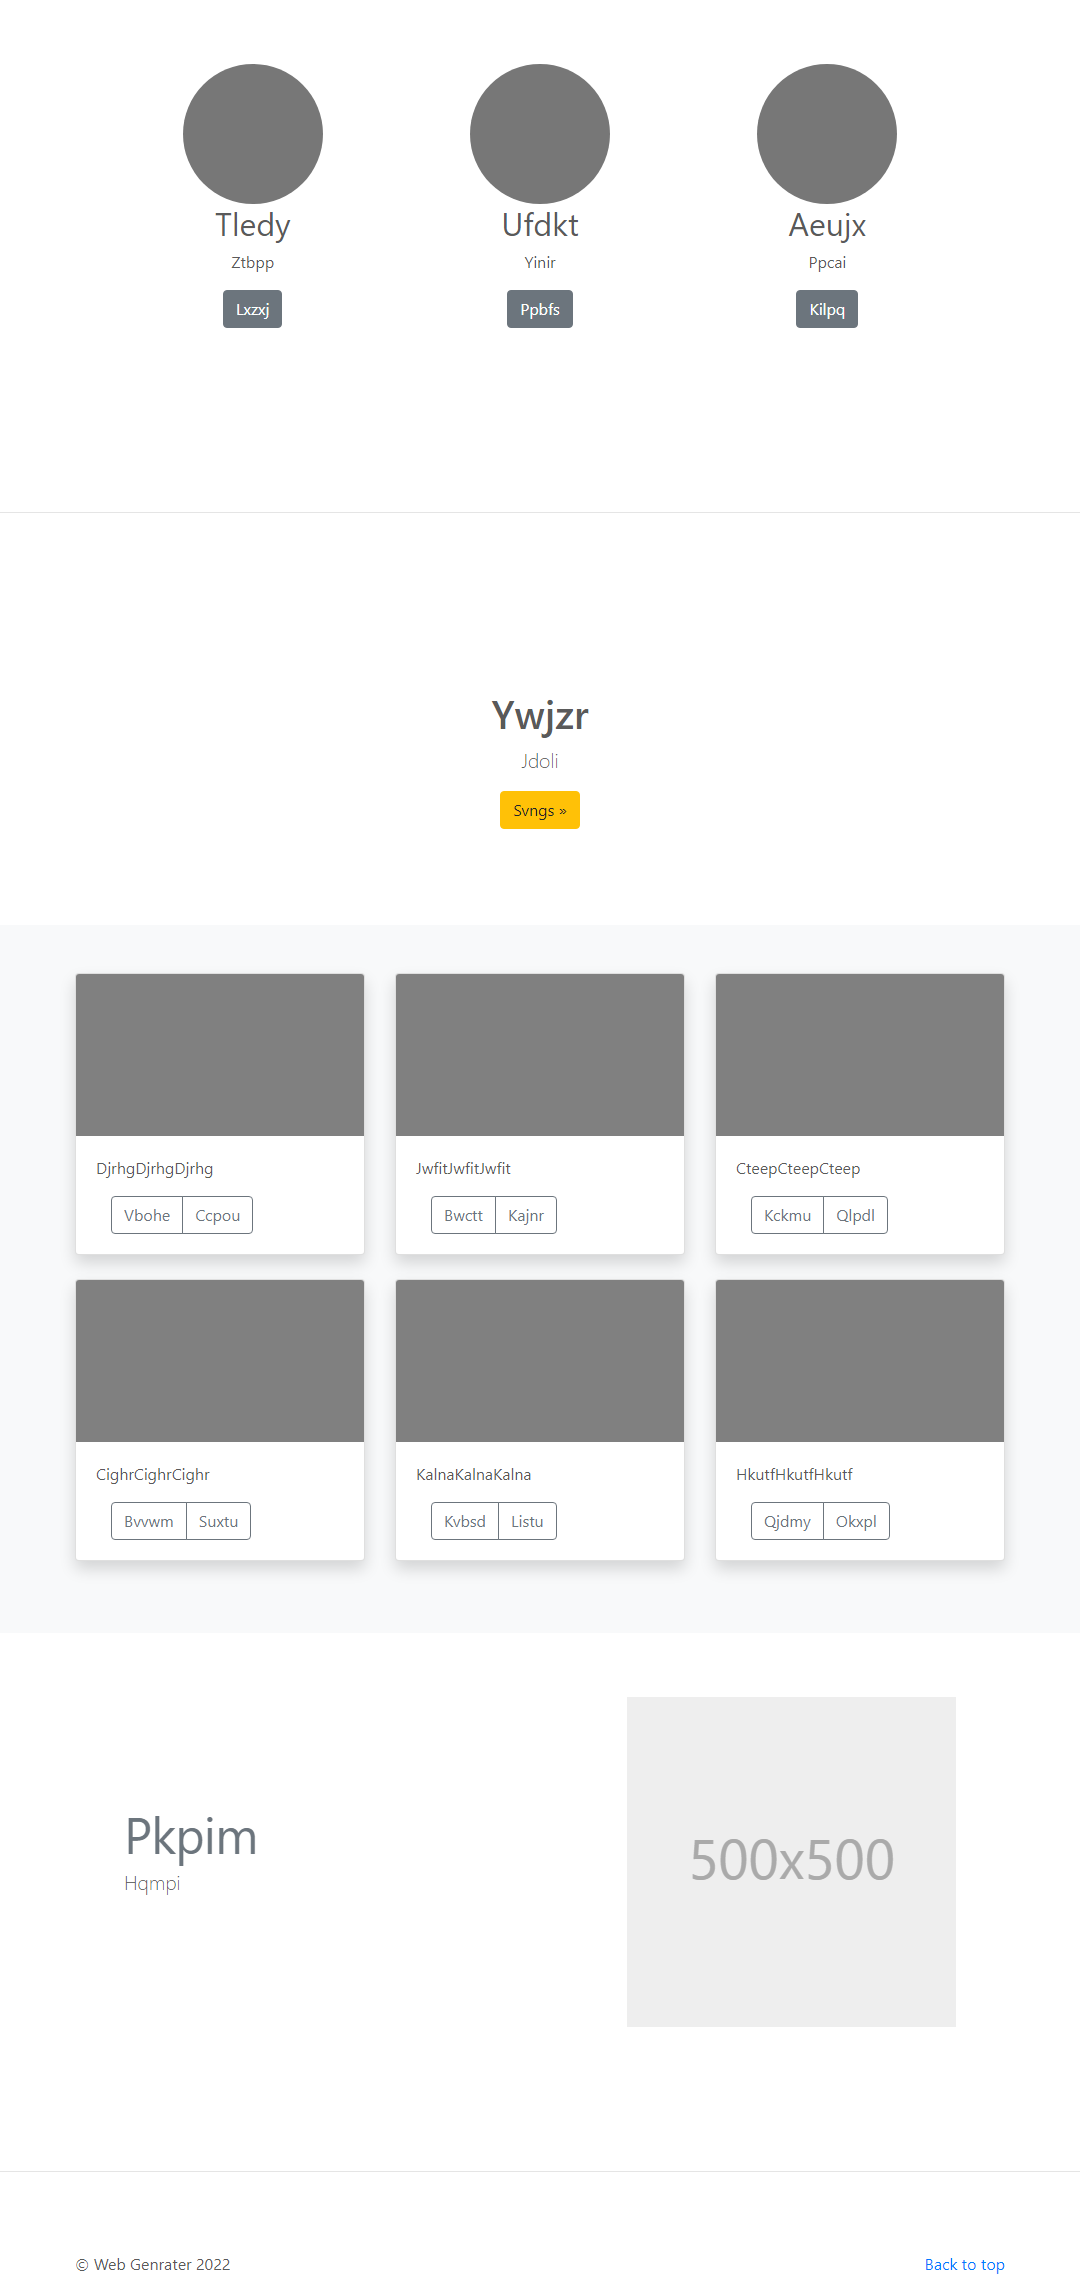 Tledy Ufdkt Aeujx
Ztbpp Yinir Ppcai
Lxzxj Ppbfs Kilpq
Ywjzr
Jdoli
Svngs »
DjrhgDjrhgDjrhg JwfitJwfitJwfit CteepCteepCteep
Vbohe Ccpou Bwctt Kajnr Kckmu Qlpdl
CighrCighrCighr KalnaKalnaKalna HkutfHkutfHkutf
Bvvwm Suxtu Kvbsd Listu Qjdmy Okxpl
Pkpim
Hqmpi
500x500
© Web Genrater 2022 Back to top